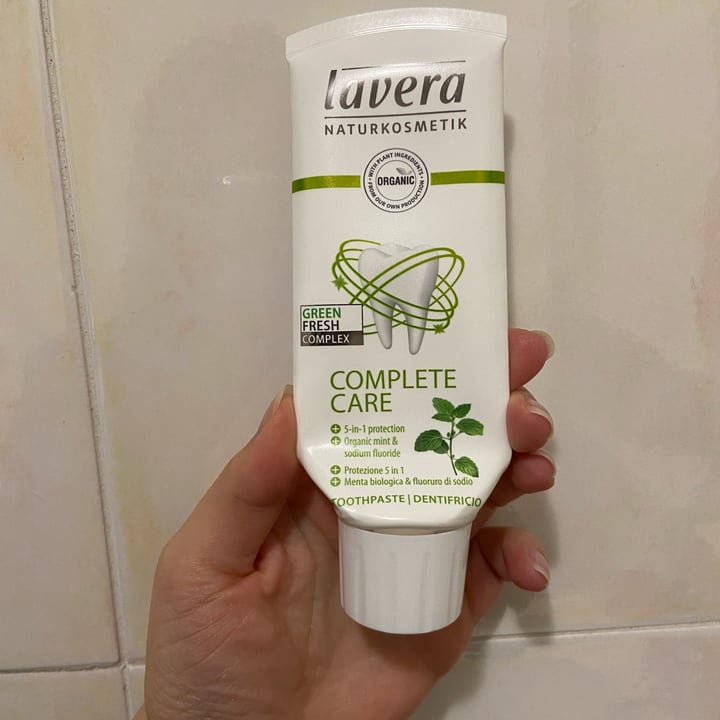 lavera
NATURKOSMETIK
• WITH PLANT INGREDIENTS •
ORGANIC
FROM OUR OWN PRODUCTION
GREEN
FRESH
COMPLEX
COMPLETE
CARE
5-in-1 protection
Organic mint &
sodium fluoride
Protezione 5 in 1
Menta biologica & fluoruro di sodio
TOOTHPASTE | DENTIFRICIO